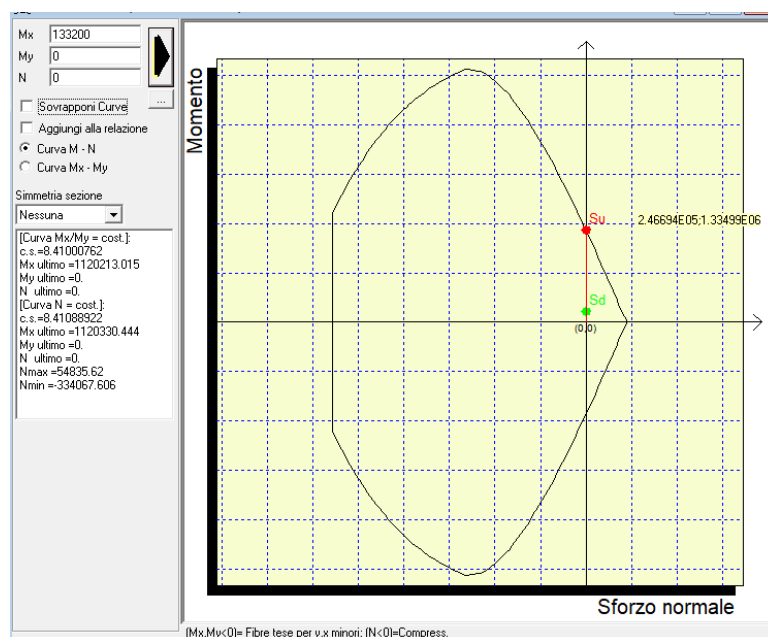 Mx 133200
My 0
N 0
...
Sovrapponi Curve
Aggiungi alla relazione
Curva M - N
Curva Mx - My
Simmetria sezione
Nessuna
[Curva Mx/My = cost.]:
c.s.=8.41000762
Mx ultimo =1120213.015
My ultimo =0.
N ultimo =0.
[Curva N = cost.]:
c.s.=8.41088922
Mx ultimo =1120330.444
My ultimo =0.
N ultimo =0.
Nmax =54835.62
Nmin =-334067.606
Momento
Su
2.46694E05;1.33499E06
Sd
(0,0)
Sforzo normale
(Mx,My<0)= Fibre tese per y,x minori; (N<0)=Compress.